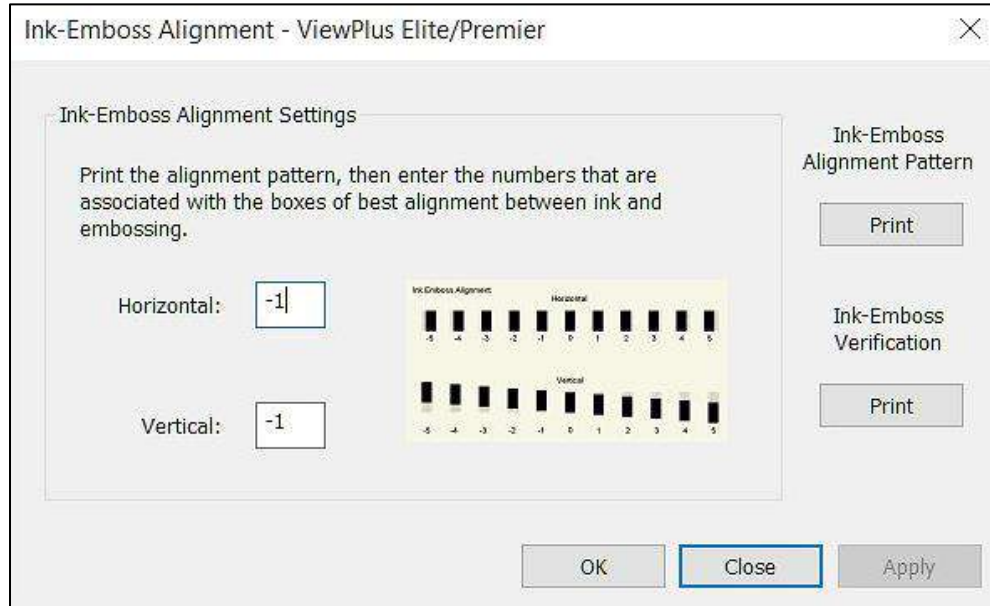 Ink-Emboss Alignment - ViewPlus Elite/Premier
Ink-Emboss Alignment Settings
Print the alignment pattern, then enter the numbers that are
associated with the boxes of best alignment between ink and
embossing.
Horizontal:
-1
Vertical:
-1
Ink Emboss Alignment
Horizontal
-5 -4 -3 -2 -1 0 1 2 3 4 5
Vertical
-5 -4 -3 -2 -1 0 1 2 3 4 5
Ink-Emboss
Alignment Pattern
Print
Ink-Emboss
Verification
Print
OK
Close
Apply